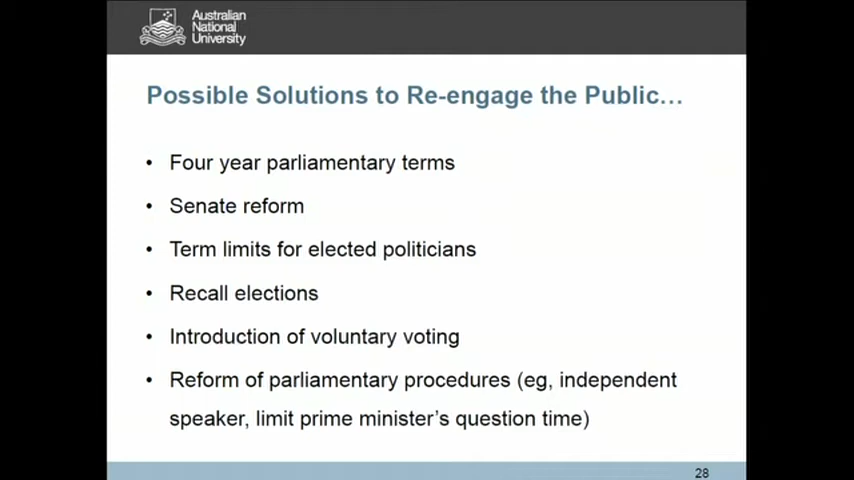 Australian
National
University
Possible Solutions to Re-engage the Public…
• Four year parliamentary terms
• Senate reform
• Term limits for elected politicians
• Recall elections
• Introduction of voluntary voting
• Reform of parliamentary procedures (eg, independent
speaker, limit prime minister's question time)
28